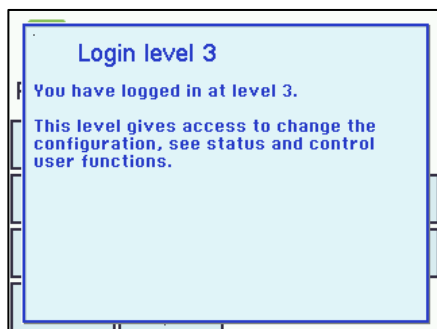 Login level 3
You have logged in at level 3.
This level gives access to change the
configuration, see status and control
user functions.